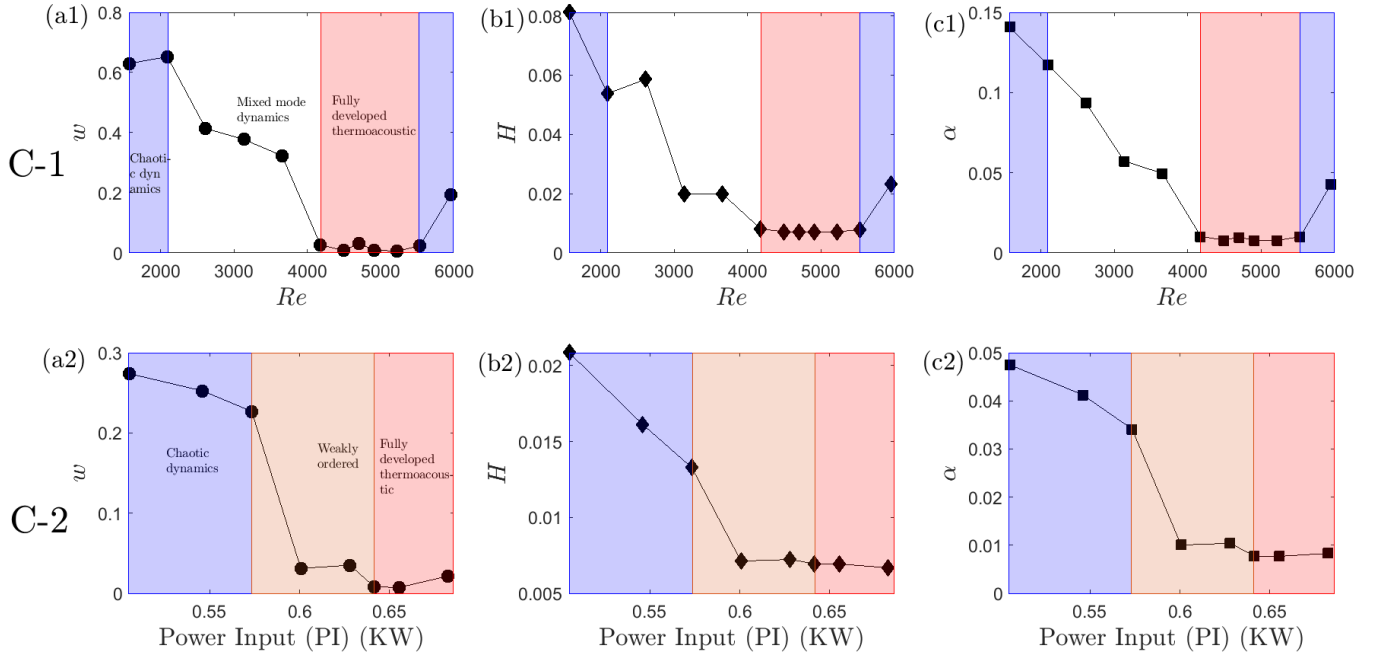 (a1)
0.8
0.6
0.4
0.2
0
w
Mixed mode
dynamics
Fully
developed
thermoacoustic
Chaoti-
c dyn
amics
2000 3000 4000 5000 6000
Re
(b1)
0.08
0.06
0.04
0.02
0
H
2000 3000 4000 5000 6000
Re
(c1)
0.15
0.1
0.05
0
α
2000 3000 4000 5000 6000
Re
C-1
(a2)
0.3
0.2
0.1
0
w
Chaotic
dynamics
Weakly
ordered
Fully
developed
thermoacous-
tic
0.55 0.6 0.65
Power Input (PI) (KW)
(b2)
0.02
0.015
0.01
0.005
H
0.55 0.6 0.65
Power Input (PI) (KW)
(c2)
0.05
0.04
0.03
0.02
0.01
0
α
0.55 0.6 0.65
Power Input (PI) (KW)
C-2